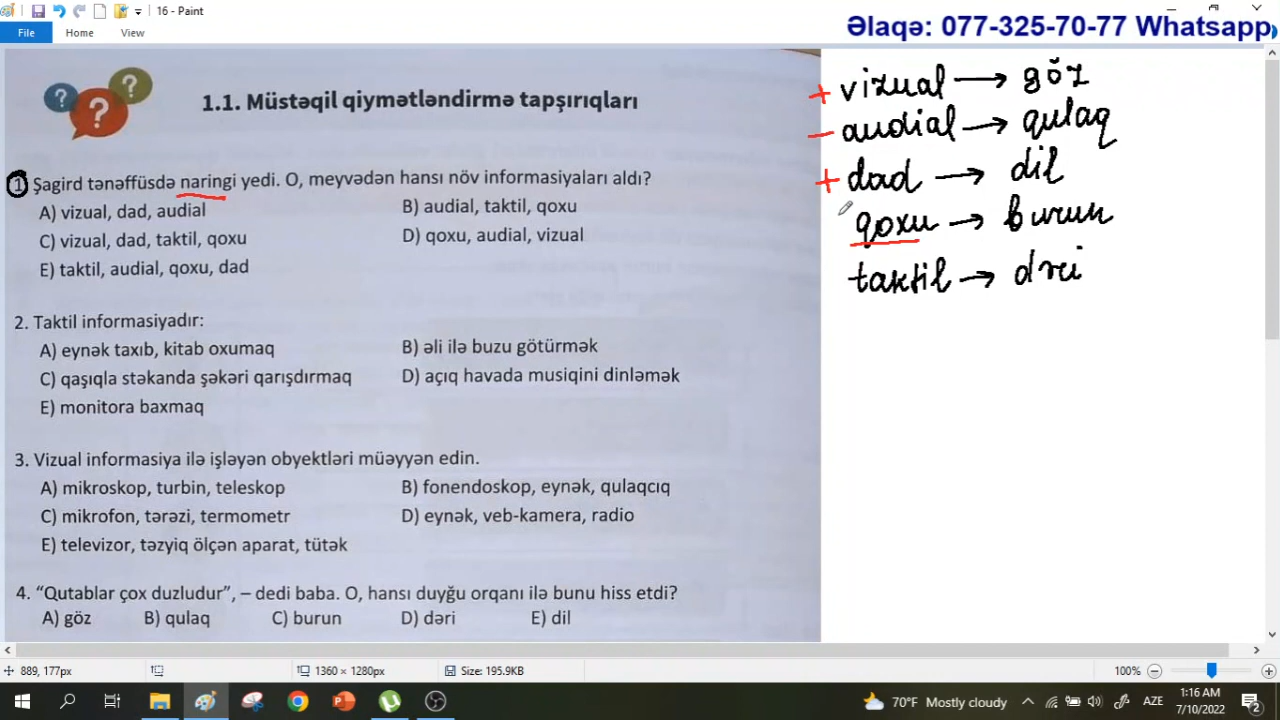 16 - Paint
Əlaqə: 077-325-70-77 Whatsapp
File Home View
1.1. Müstəqil qiymətləndirmə tapşırıqları
1. Şagird tənəffüsdə naringi yedi. O, meyvədən hansı növ informasiyaları aldı?
A) vizual, dad, audial
B) audial, taktil, qoxu
C) vizual, dad, taktil, qoxu
D) qoxu, audial, vizual
E) taktil, audial, qoxu, dad
2. Taktil informasiyadır:
A) eynək taxıb, kitab oxumaq
B) əli ilə buzu götürmək
C) qaşıqla stəkanda şəkəri qarışdırmaq
D) açıq havada musiqini dinləmək
E) monitora baxmaq
3. Vizual informasiya ilə işləyən obyektləri müəyyən edin.
A) mikroskop, turbin, teleskop
B) fonendoskop, eynək, qulaqcıq
C) mikrofon, tərəzi, termometr
D) eynək, veb-kamera, radio
E) televizor, təzyiq ölçən aparat, tütək
4. “Qutablar çox duzludur”, – dedi baba. O, hansı duyğu orqanı ilə bunu hiss etdi?
A) göz B) qulaq C) burun D) dəri E) dil
+ vizual → göz
– audial → qulaq
+ dad → dil
qoxu → burun
taktil → dəri
889, 177px
1360 × 1280px
Size: 195.9KB
100%
70°F Mostly cloudy
AZE
1:16 AM
7/10/2022
2